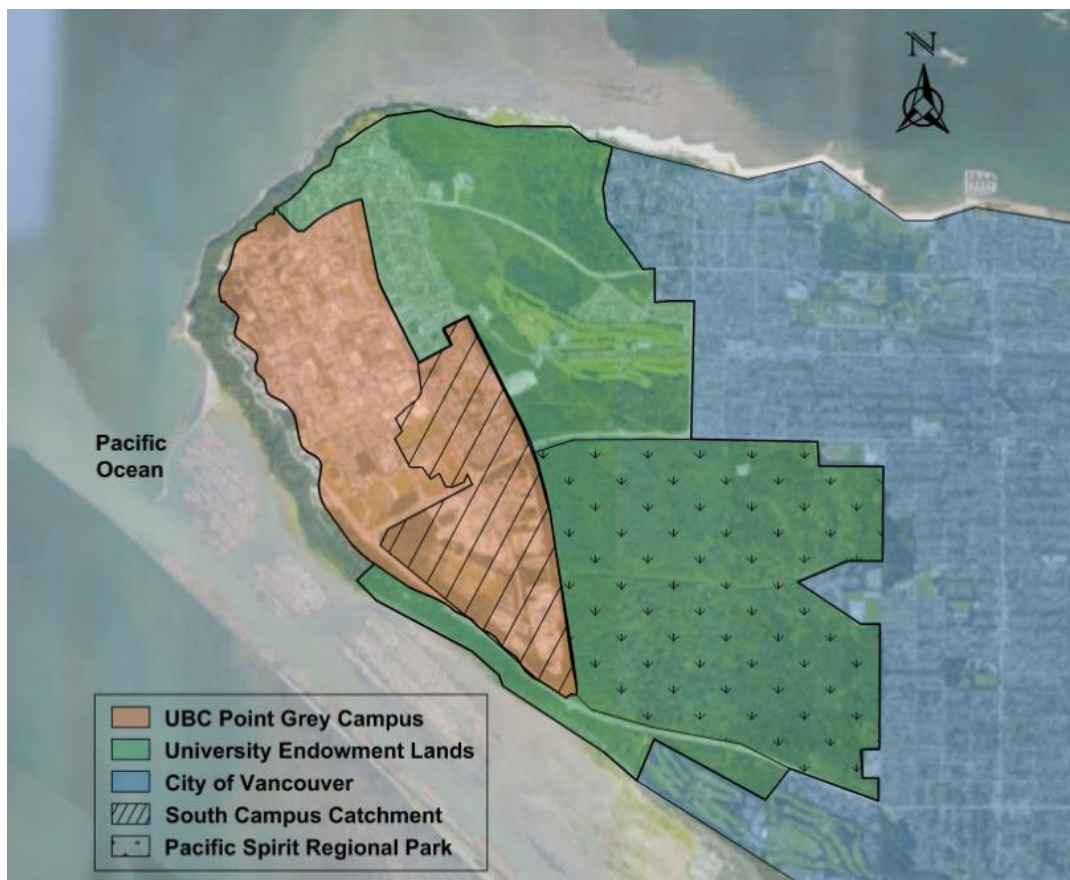 N
Pacific
Ocean
UBC Point Grey Campus
University Endowment Lands
City of Vancouver
South Campus Catchment
Pacific Spirit Regional Park